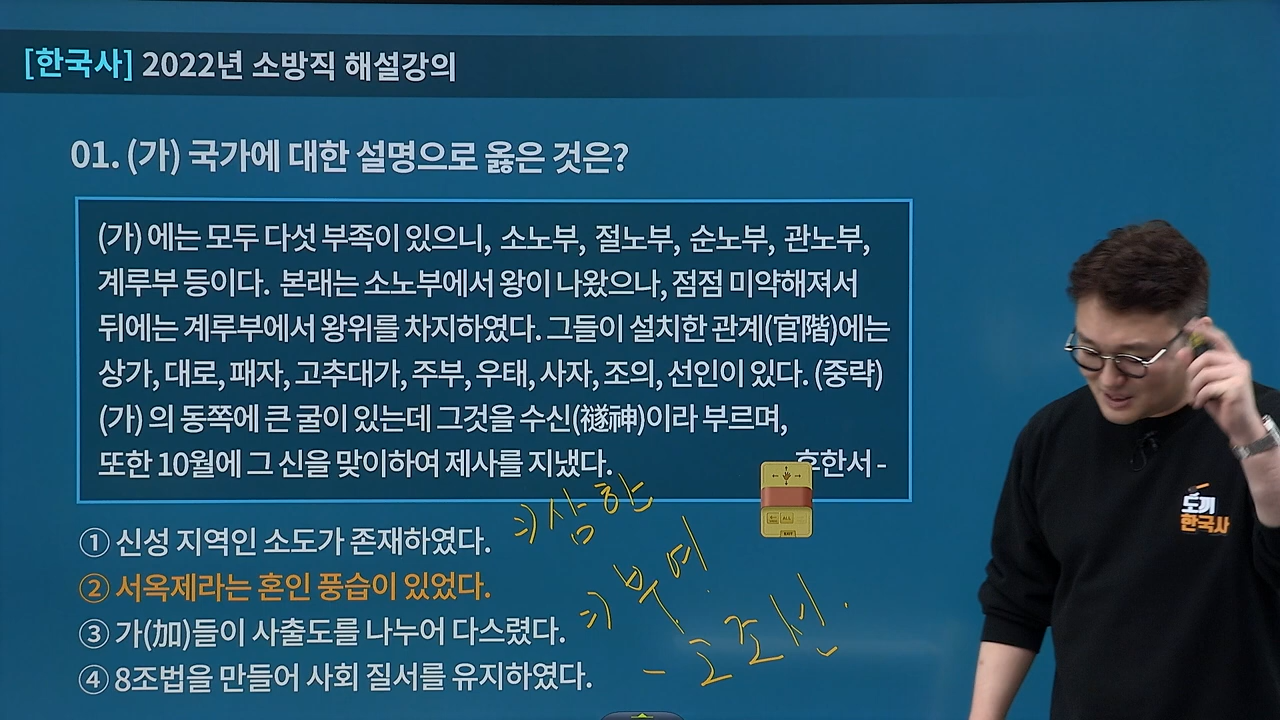 [한국사] 2022년 소방직 해설강의
01. (가) 국가에 대한 설명으로 옳은 것은?
(가) 에는 모두 다섯 부족이 있으니, 소노부, 절노부, 순노부, 관노부,
계루부 등이다. 본래는 소노부에서 왕이 나왔으나, 점점 미약해져서
뒤에는 계루부에서 왕위를 차지하였다. 그들이 설치한 관계(官階)에는
상가, 대로, 패자, 고추대가, 주부, 우태, 사자, 조의, 선인이 있다. (중략)
(가) 의 동쪽에 큰 굴이 있는데 그것을 수신(禭神)이라 부르며,
또한 10월에 그 신을 맞이하여 제사를 지냈다. 후한서 -
① 신성 지역인 소도가 존재하였다. ⇒ 삼한
② 서옥제라는 혼인 풍습이 있었다.
③ 가(加)들이 사출도를 나누어 다스렸다. ⇒ 부여.
④ 8조법을 만들어 사회 질서를 유지하였다. - 고조선.
도끼
한국사